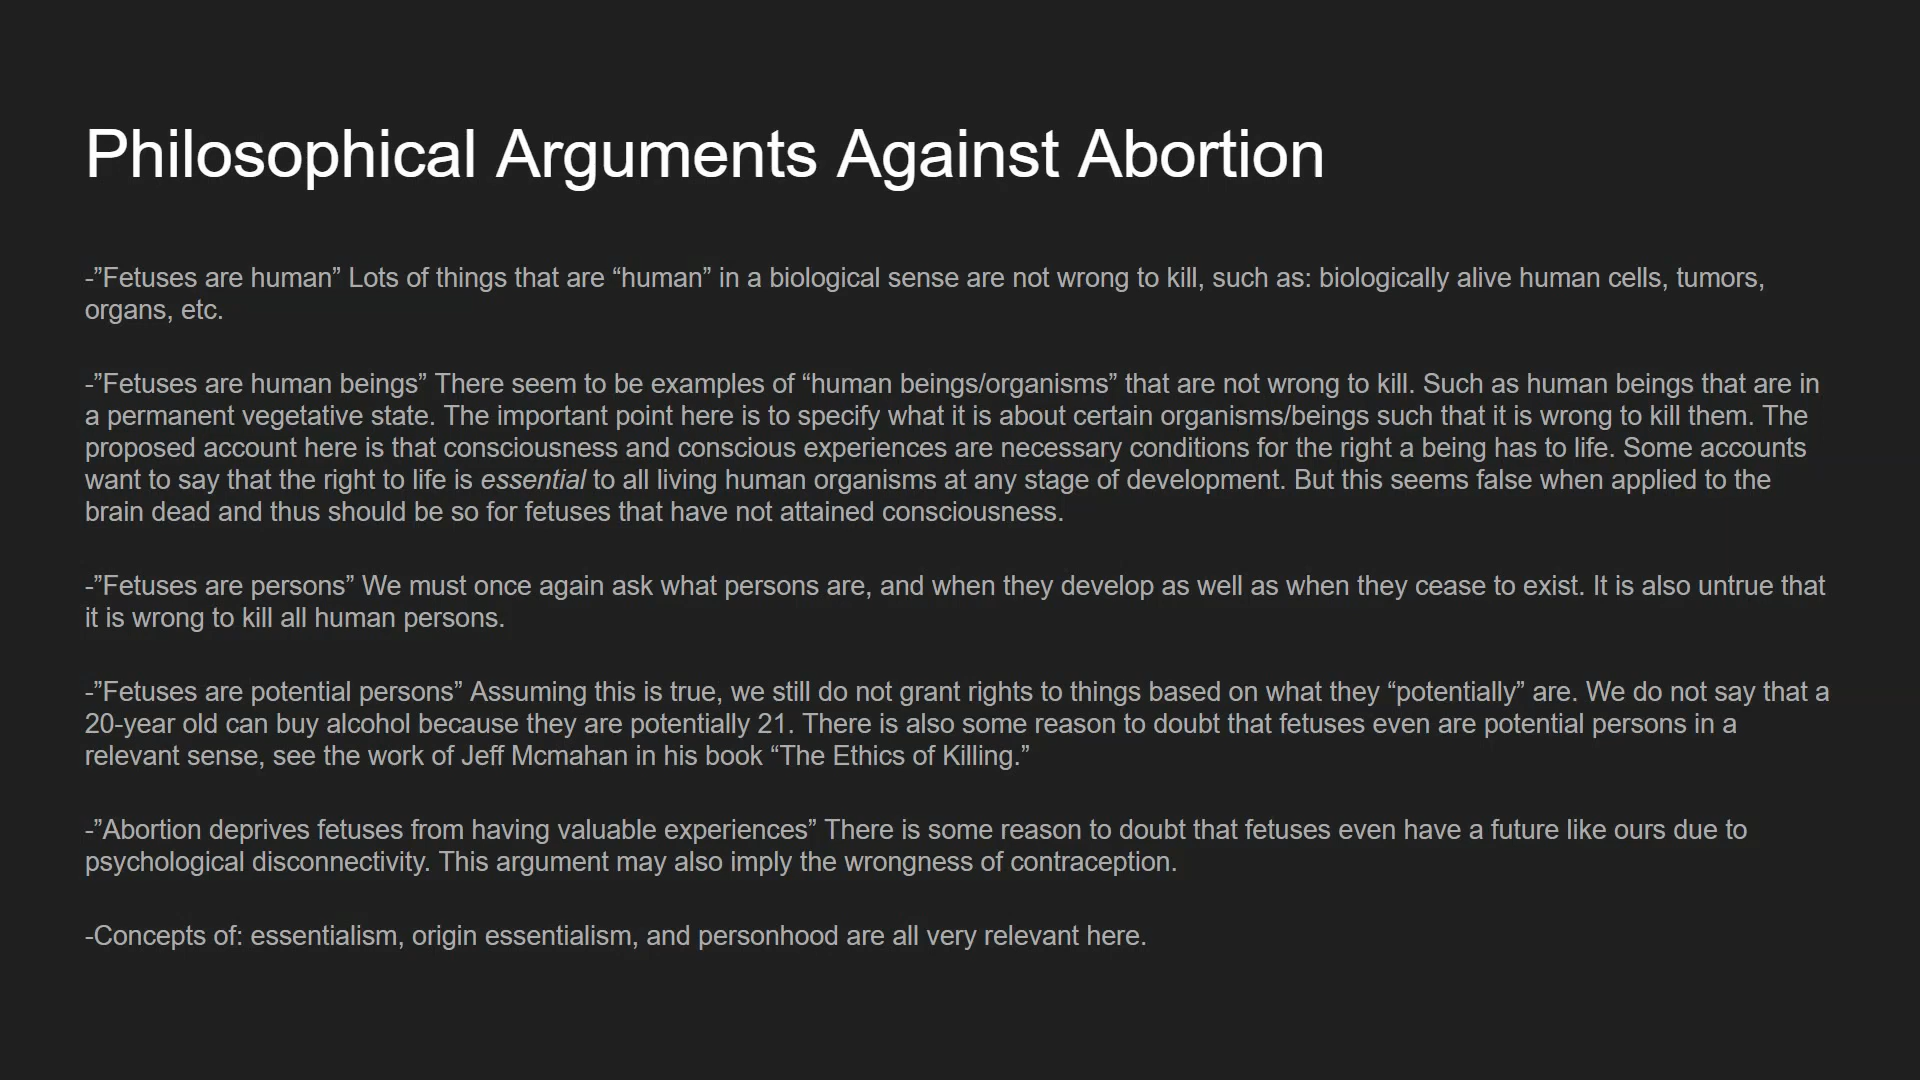 Philosophical Arguments Against Abortion
-”Fetuses are human” Lots of things that are “human” in a biological sense are not wrong to kill, such as: biologically alive human cells, tumors,
organs, etc.
-”Fetuses are human beings” There seem to be examples of “human beings/organisms” that are not wrong to kill. Such as human beings that are in
a permanent vegetative state. The important point here is to specify what it is about certain organisms/beings such that it is wrong to kill them. The
proposed account here is that consciousness and conscious experiences are necessary conditions for the right a being has to life. Some accounts
want to say that the right to life is essential to all living human organisms at any stage of development. But this seems false when applied to the
brain dead and thus should be so for fetuses that have not attained consciousness.
-”Fetuses are persons” We must once again ask what persons are, and when they develop as well as when they cease to exist. It is also untrue that
it is wrong to kill all human persons.
-”Fetuses are potential persons” Assuming this is true, we still do not grant rights to things based on what they “potentially” are. We do not say that a
20-year old can buy alcohol because they are potentially 21. There is also some reason to doubt that fetuses even are potential persons in a
relevant sense, see the work of Jeff Mcmahan in his book “The Ethics of Killing.”
-”Abortion deprives fetuses from having valuable experiences” There is some reason to doubt that fetuses even have a future like ours due to
psychological disconnectivity. This argument may also imply the wrongness of contraception.
-Concepts of: essentialism, origin essentialism, and personhood are all very relevant here.